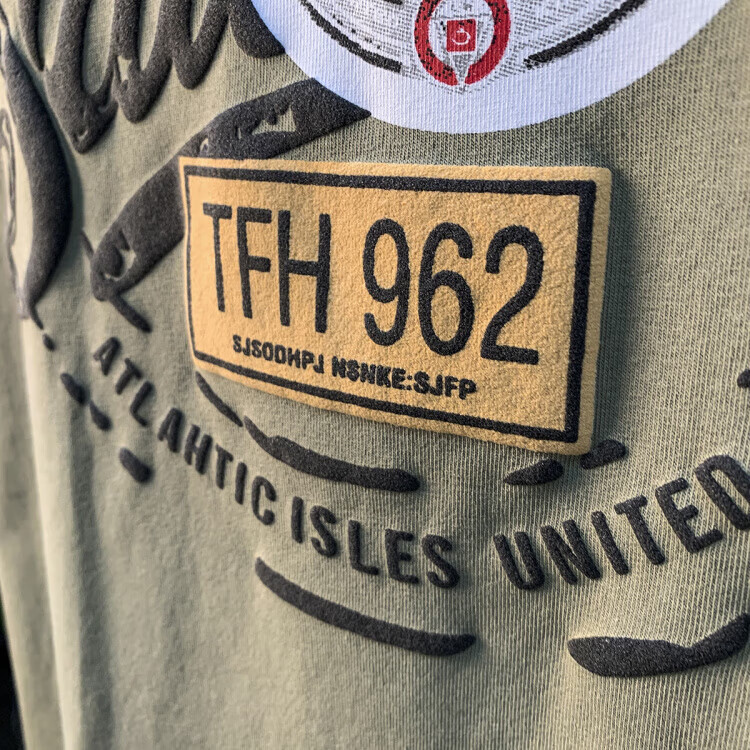 TFH 962
SJSODHPJ NSNKE:SJFP
ATLAHTIC ISLES UNITED